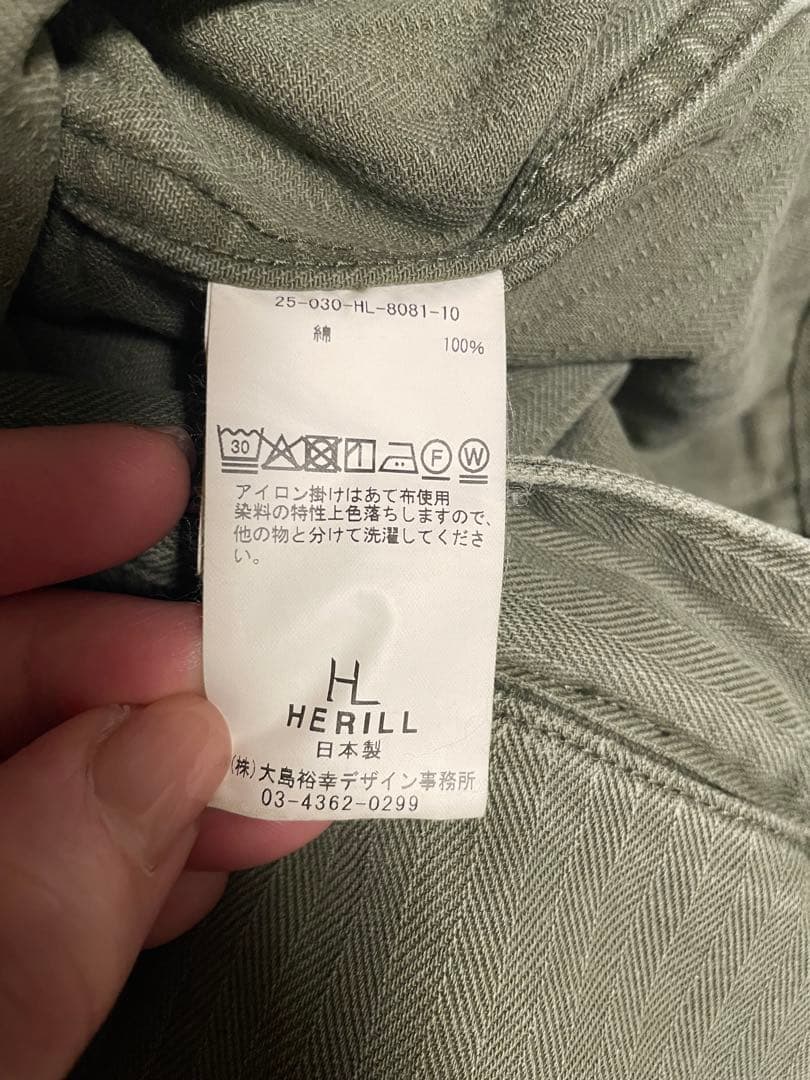 25-030-HL-8081-10
綿 100%
30 F W
アイロン掛けはあて布使用
染料の特性上色落ちしますので、
他の物と分けて洗濯してくださ
い。
HL
HERILL
日本製
(株)大島裕幸デザイン事務所
03-4362-0299